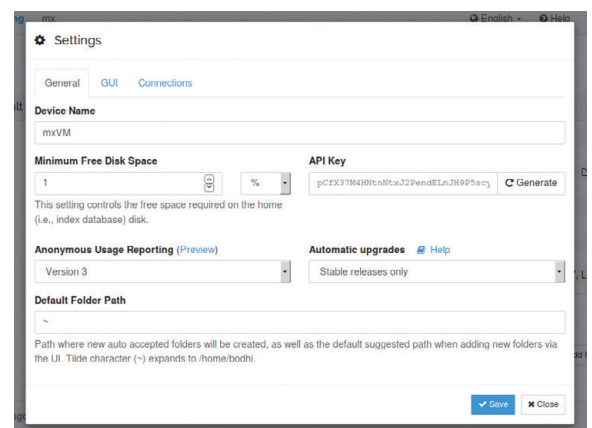 mx
English
Help
Settings
General GUI Connections
Device Name
mxVM
Minimum Free Disk Space
API Key
1 %
Generate
This setting controls the free space required on the home
(i.e., index database) disk.
Anonymous Usage Reporting (Preview)
Automatic upgrades Help
Version 3
Stable releases only
Default Folder Path
~
Path where new auto accepted folders will be created, as well as the default suggested path when adding new folders via
the UI. Tilde character (~) expands to /home/bodhi.
Save Close